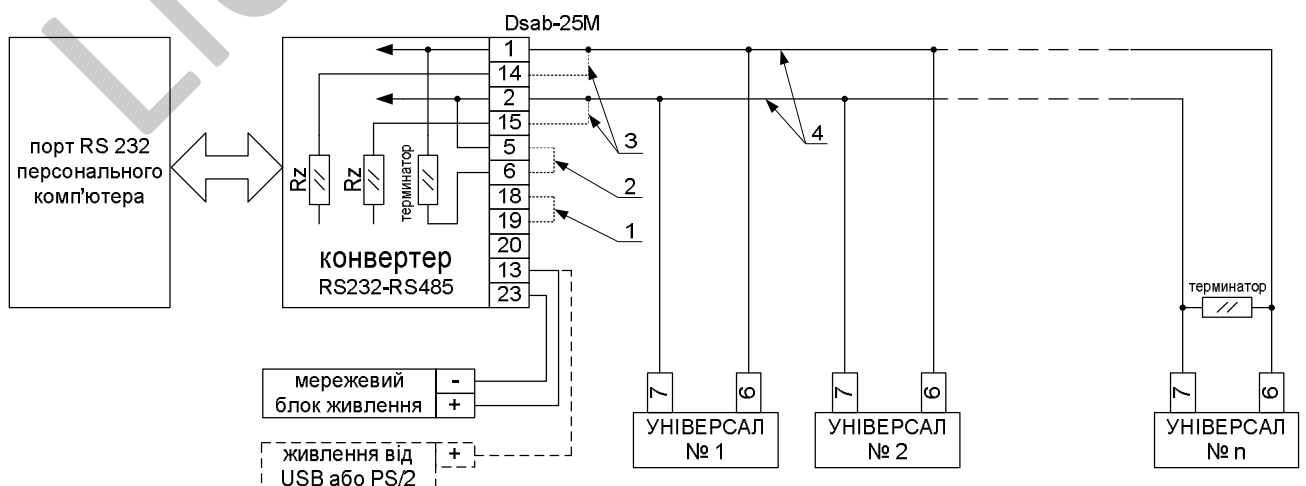 Dsab-25M
порт RS 232
персонального
комп'ютера
Rz
Rz
терминатор
конвертер
RS232-RS485
1
14
2
15
5
6
18
19
20
13
23
3
2
1
4
мережевий
блок живлення
-
+
живлення від
USB або PS/2
+
7
6
УНІВЕРСАЛ
№ 1
7
6
УНІВЕРСАЛ
№ 2
терминатор
7
6
УНІВЕРСАЛ
№ n